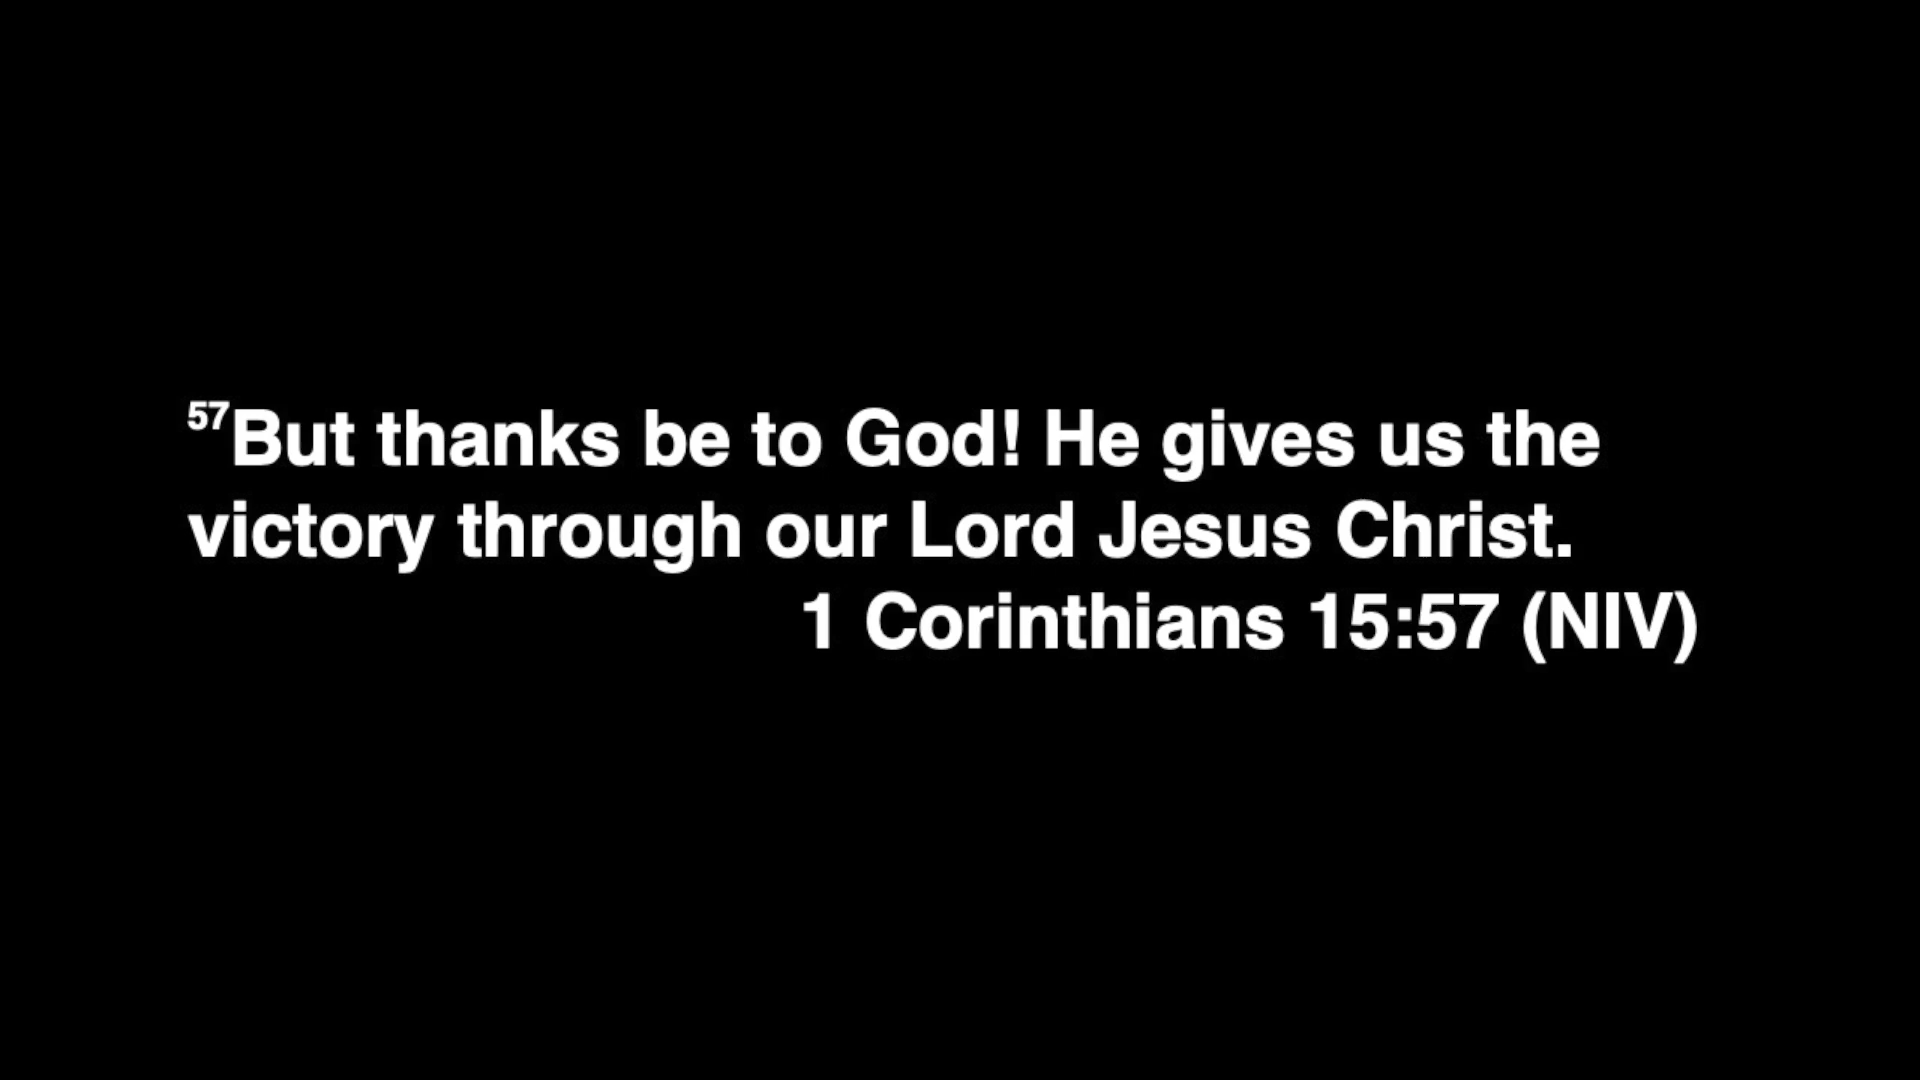 ⁵⁷But thanks be to God! He gives us the
victory through our Lord Jesus Christ.
1 Corinthians 15:57 (NIV)